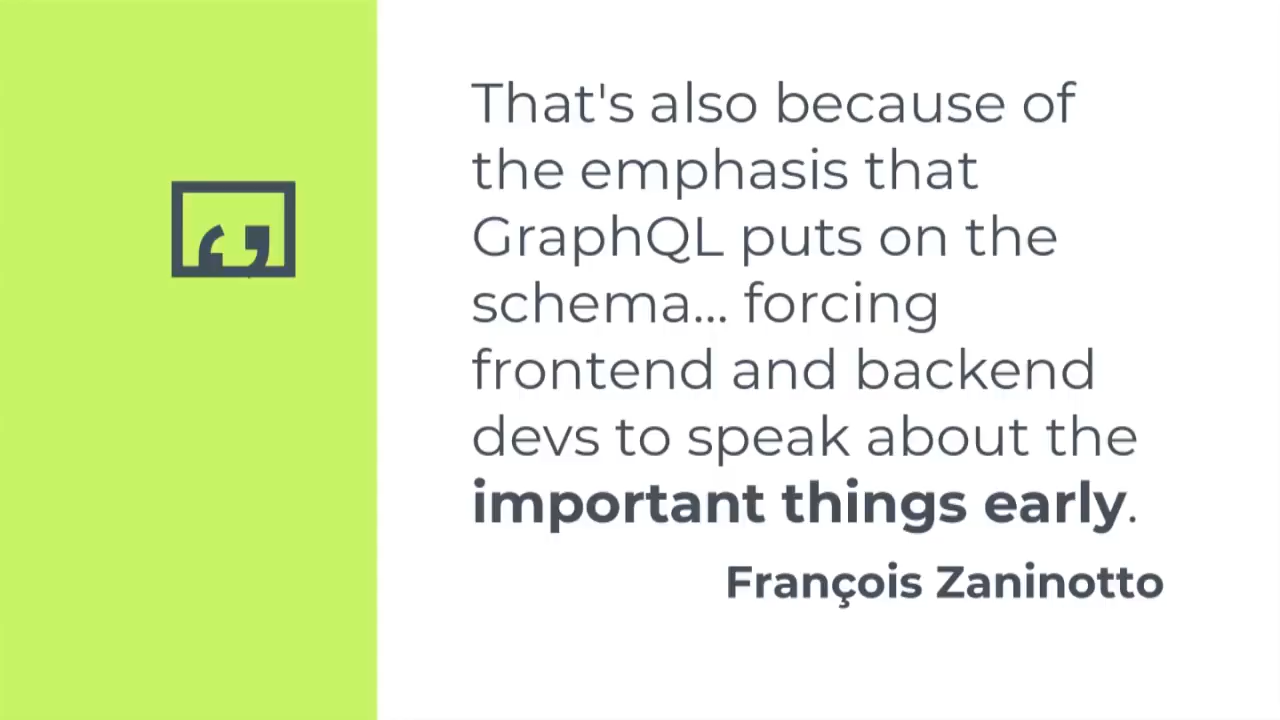 That's also because of
the emphasis that
GraphQL puts on the
schema... forcing
frontend and backend
devs to speak about the
important things early.
François Zaninotto